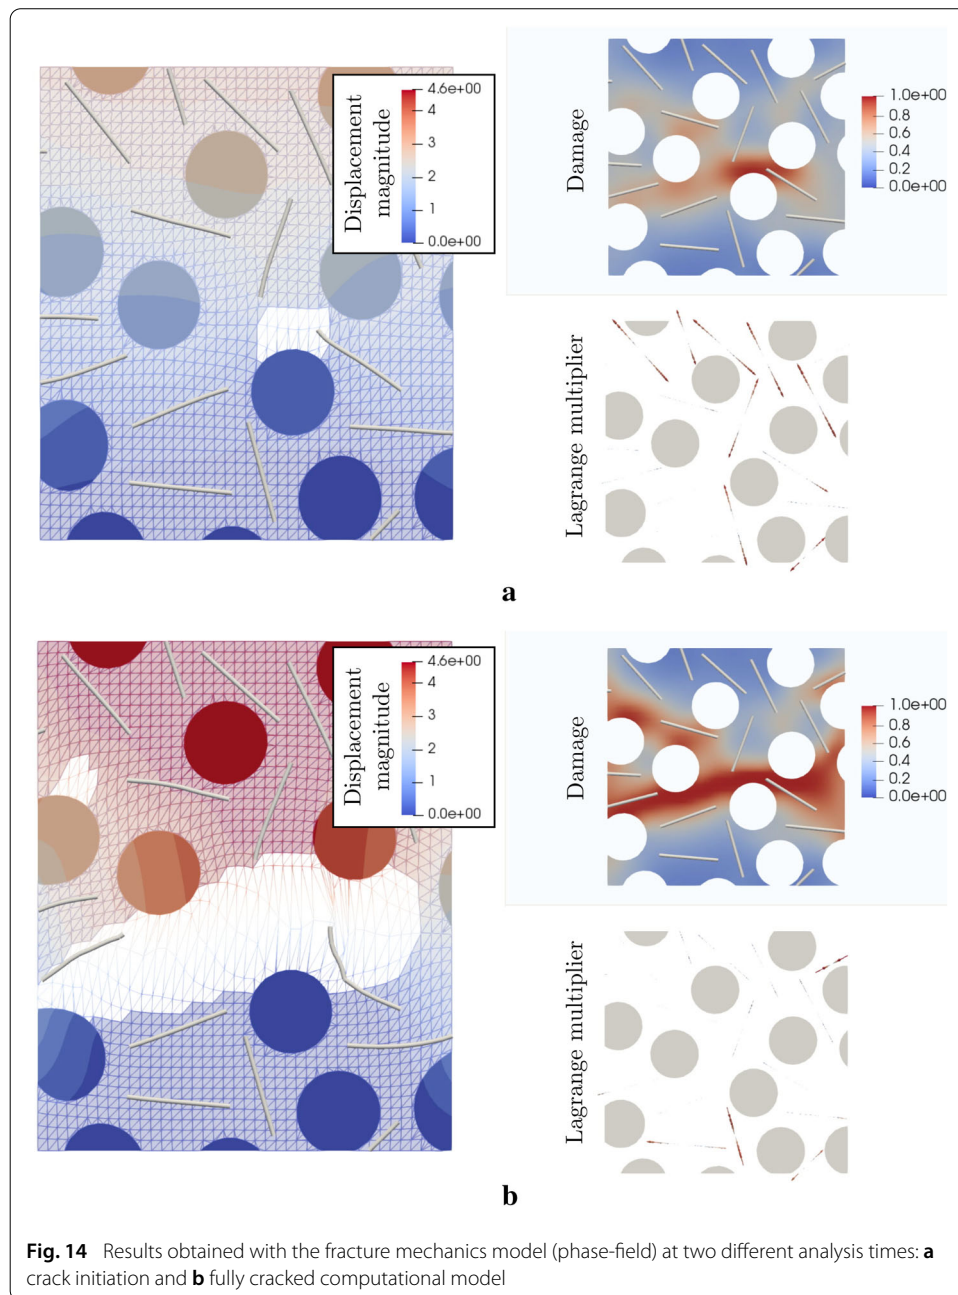 Displacement
magnitude
4.6e+00
4
3
2
1
0.0e+00
Damage
1.0e+00
0.8
0.6
0.4
0.2
0.0e+00
Lagrange multiplier
a
Displacement
magnitude
4.6e+00
4
3
2
1
0.0e+00
Damage
1.0e+00
0.8
0.6
0.4
0.2
0.0e+00
Lagrange multiplier
b
Fig. 14 Results obtained with the fracture mechanics model (phase-field) at two different analysis times: a
crack initiation and b fully cracked computational model